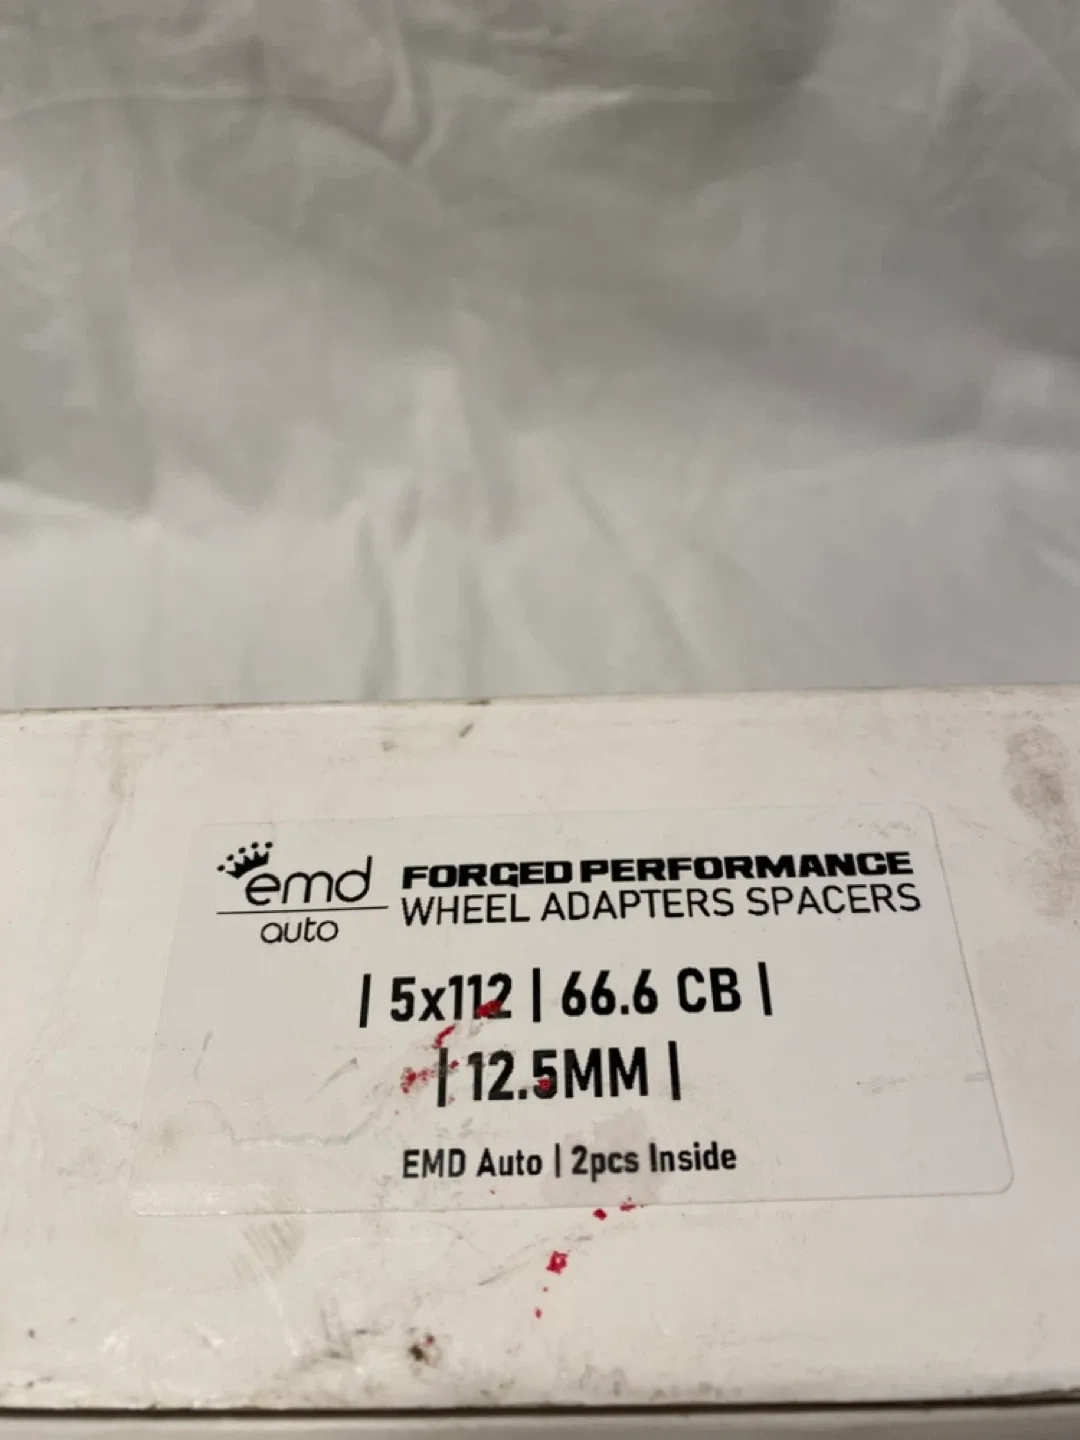 emd
auto
FORGED PERFORMANCE
WHEEL ADAPTERS SPACERS
| 5x112 | 66.6 CB |
| 12.5MM |
EMD Auto | 2pcs Inside